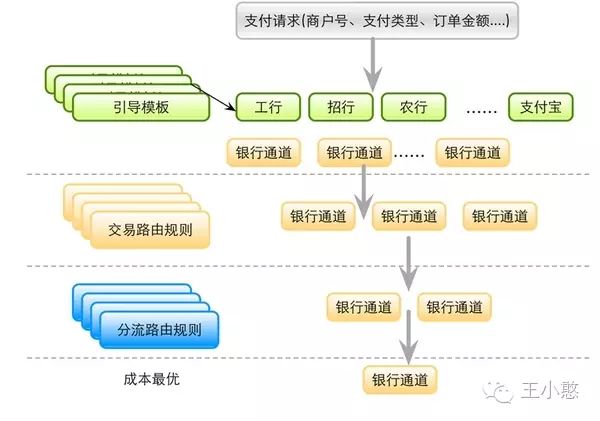 支付请求(商户号、支付类型、订单金额....)
引导模板
工行 招行 农行 …… 支付宝
银行通道 银行通道 …… 银行通道
交易路由规则
银行通道 银行通道 银行通道
分流路由规则
银行通道 银行通道
成本最优
银行通道
王小憨